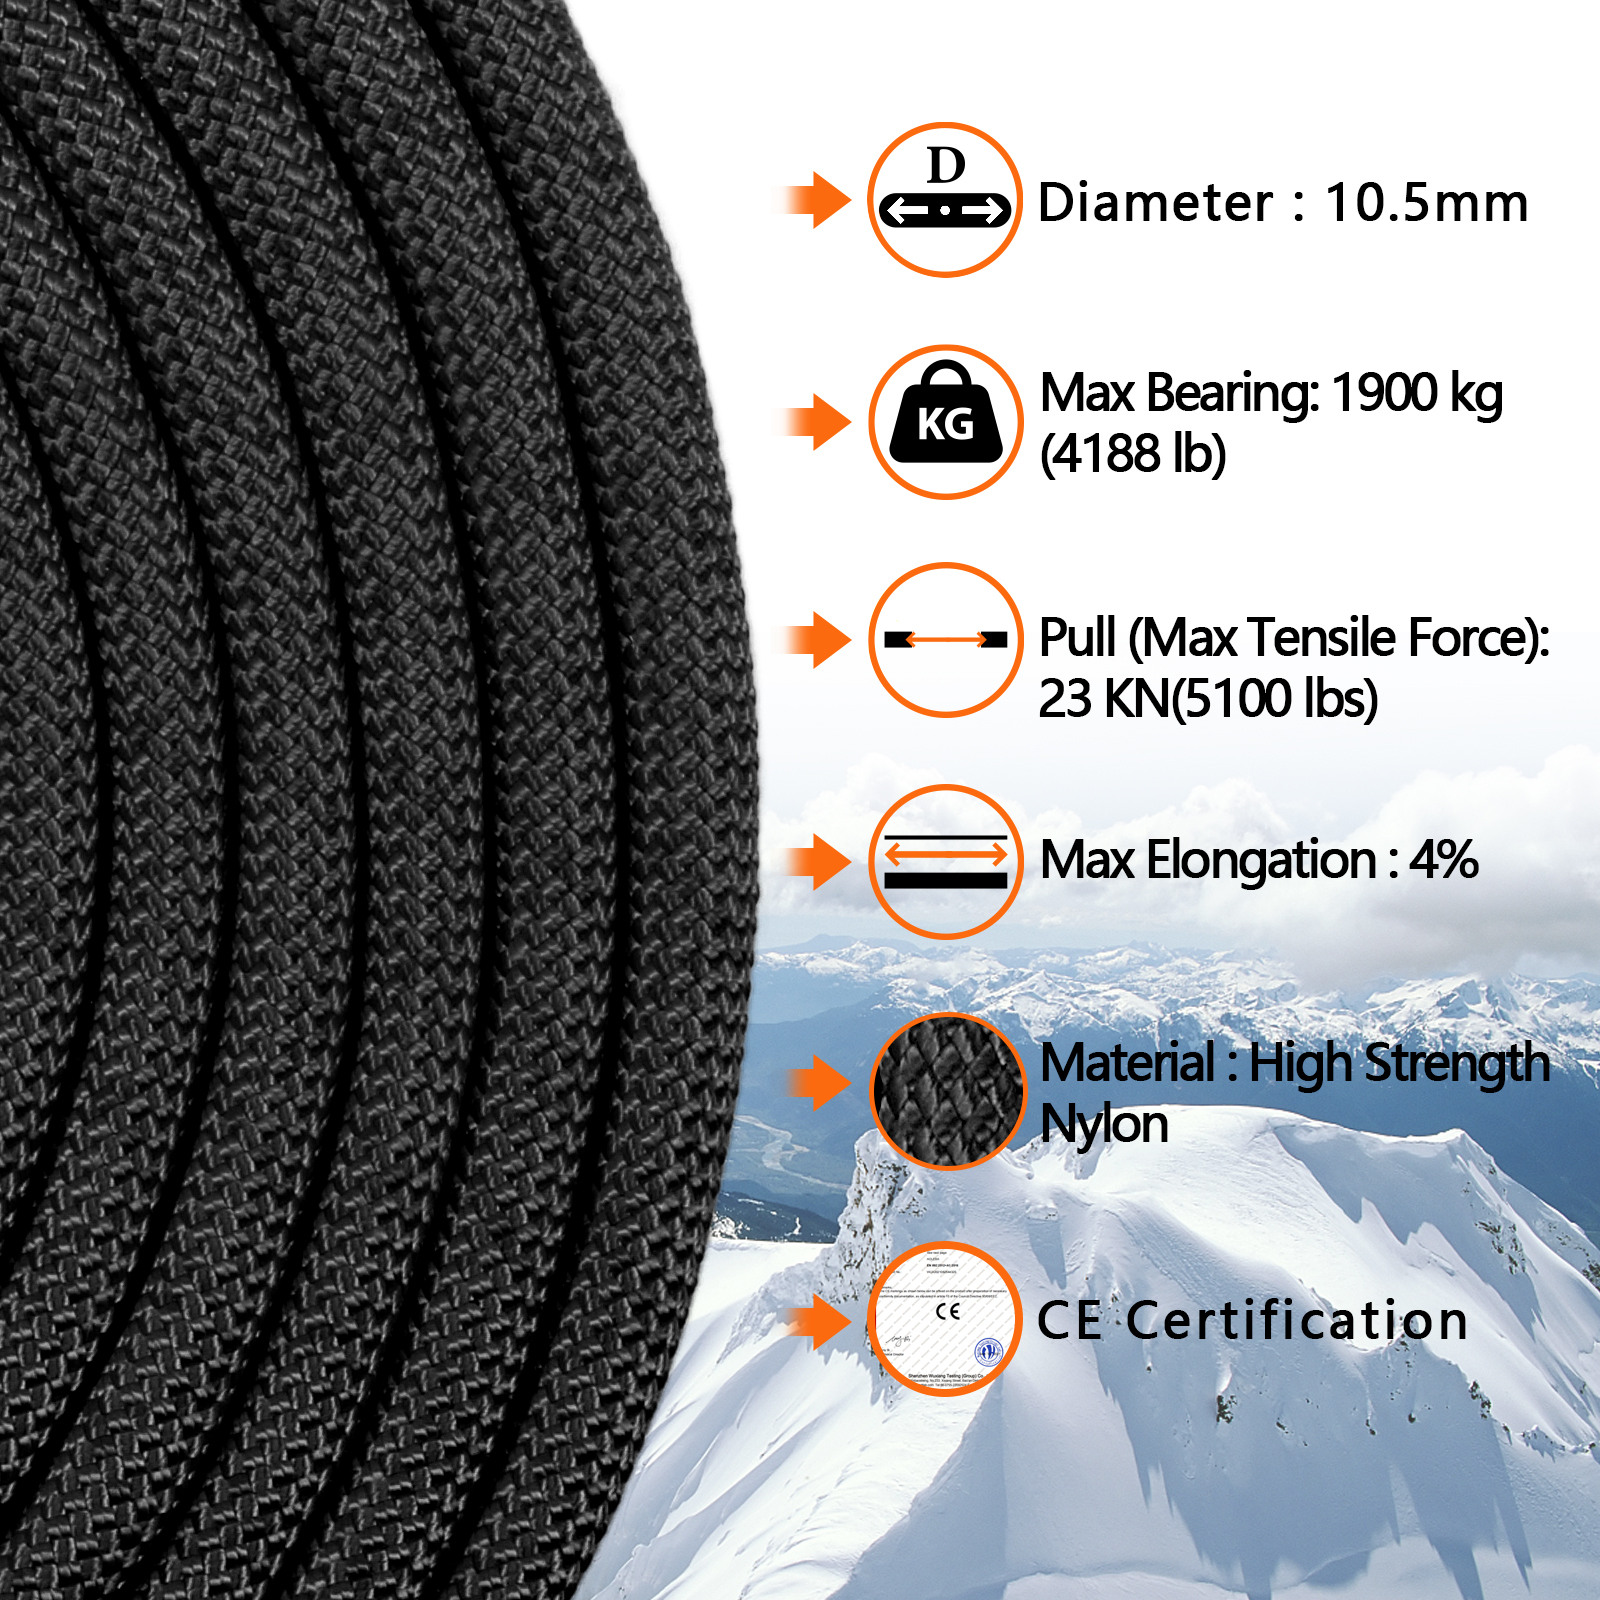 D
Diameter : 10.5mm
KG
Max Bearing: 1900 kg
(4188 lb)
Pull (Max Tensile Force):
23 KN(5100 lbs)
Max Elongation : 4%
Material : High Strength
Nylon
CE
CE Certification